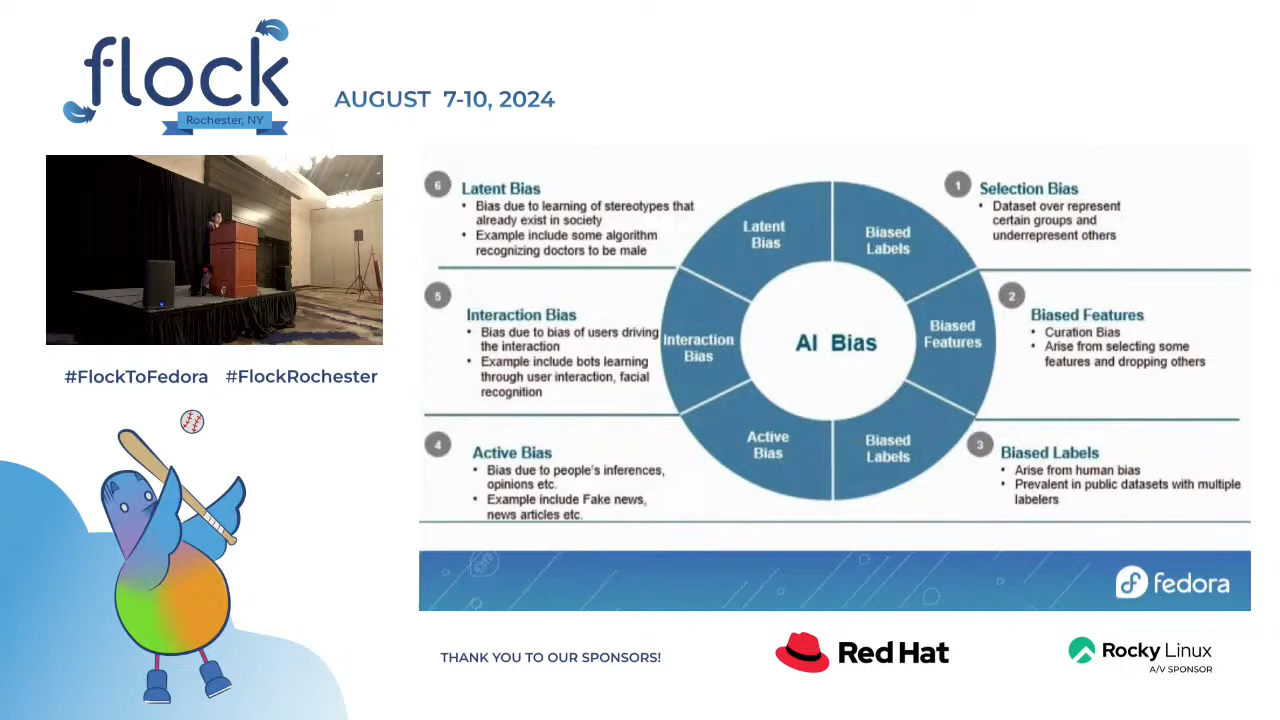 flock
Rochester, NY
AUGUST 7-10, 2024
#FlockToFedora #FlockRochester
6
Latent Bias
• Bias due to learning of stereotypes that
already exist in society
• Example include some algorithm
recognizing doctors to be male
5
Interaction Bias
• Bias due to bias of users driving
the interaction
• Example include bots learning
through user interaction, facial
recognition
4
Active Bias
• Bias due to people's inferences,
opinions etc.
• Example include Fake news,
news articles etc.
Latent
Bias
Biased
Labels
Interaction
Bias
AI Bias
Biased
Features
Active
Bias
Biased
Labels
1
Selection Bias
• Dataset over represent
certain groups and
underrepresent others
2
Biased Features
• Curation Bias
• Arise from selecting some
features and dropping others
3
Biased Labels
• Arise from human bias
• Prevalent in public datasets with multiple
labelers
fedora
THANK YOU TO OUR SPONSORS!
Red Hat
Rocky Linux
A/V SPONSOR